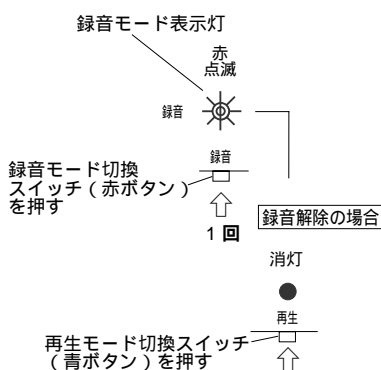 録音モード表示灯
赤
点滅
録音
録音
録音モード切換
スイッチ（赤ボタン）
を押す
1 回
録音解除の場合
消灯
再生
再生モード切換スイッチ
（青ボタン）を押す